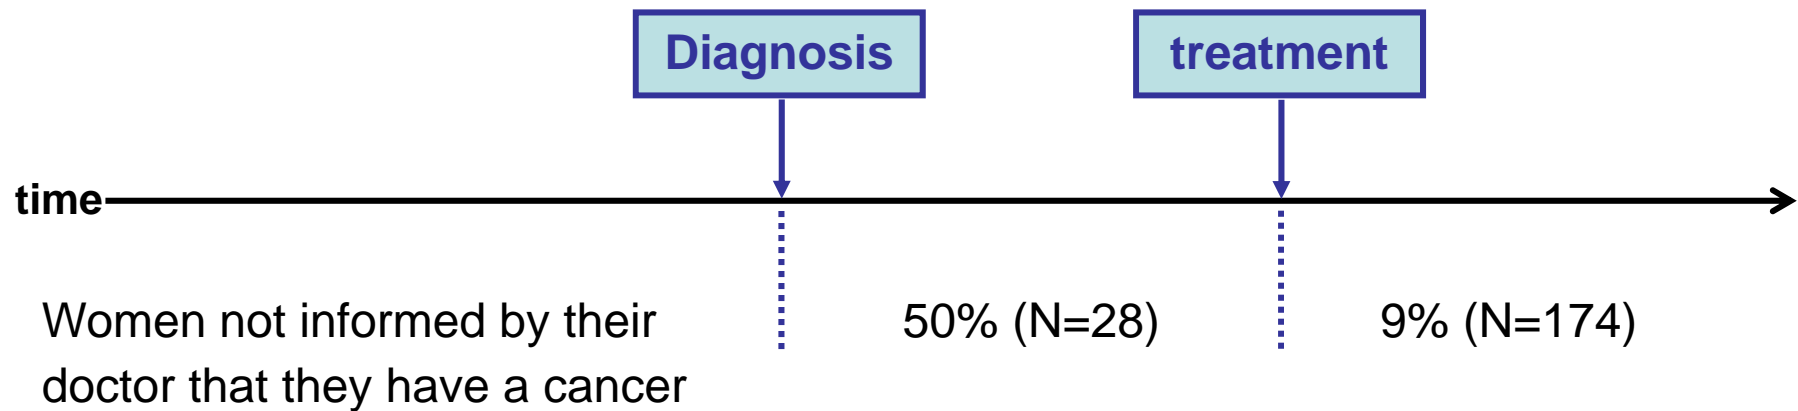 Diagnosis
treatment
time
Women not informed by their
doctor that they have a cancer
50% (N=28)
9% (N=174)